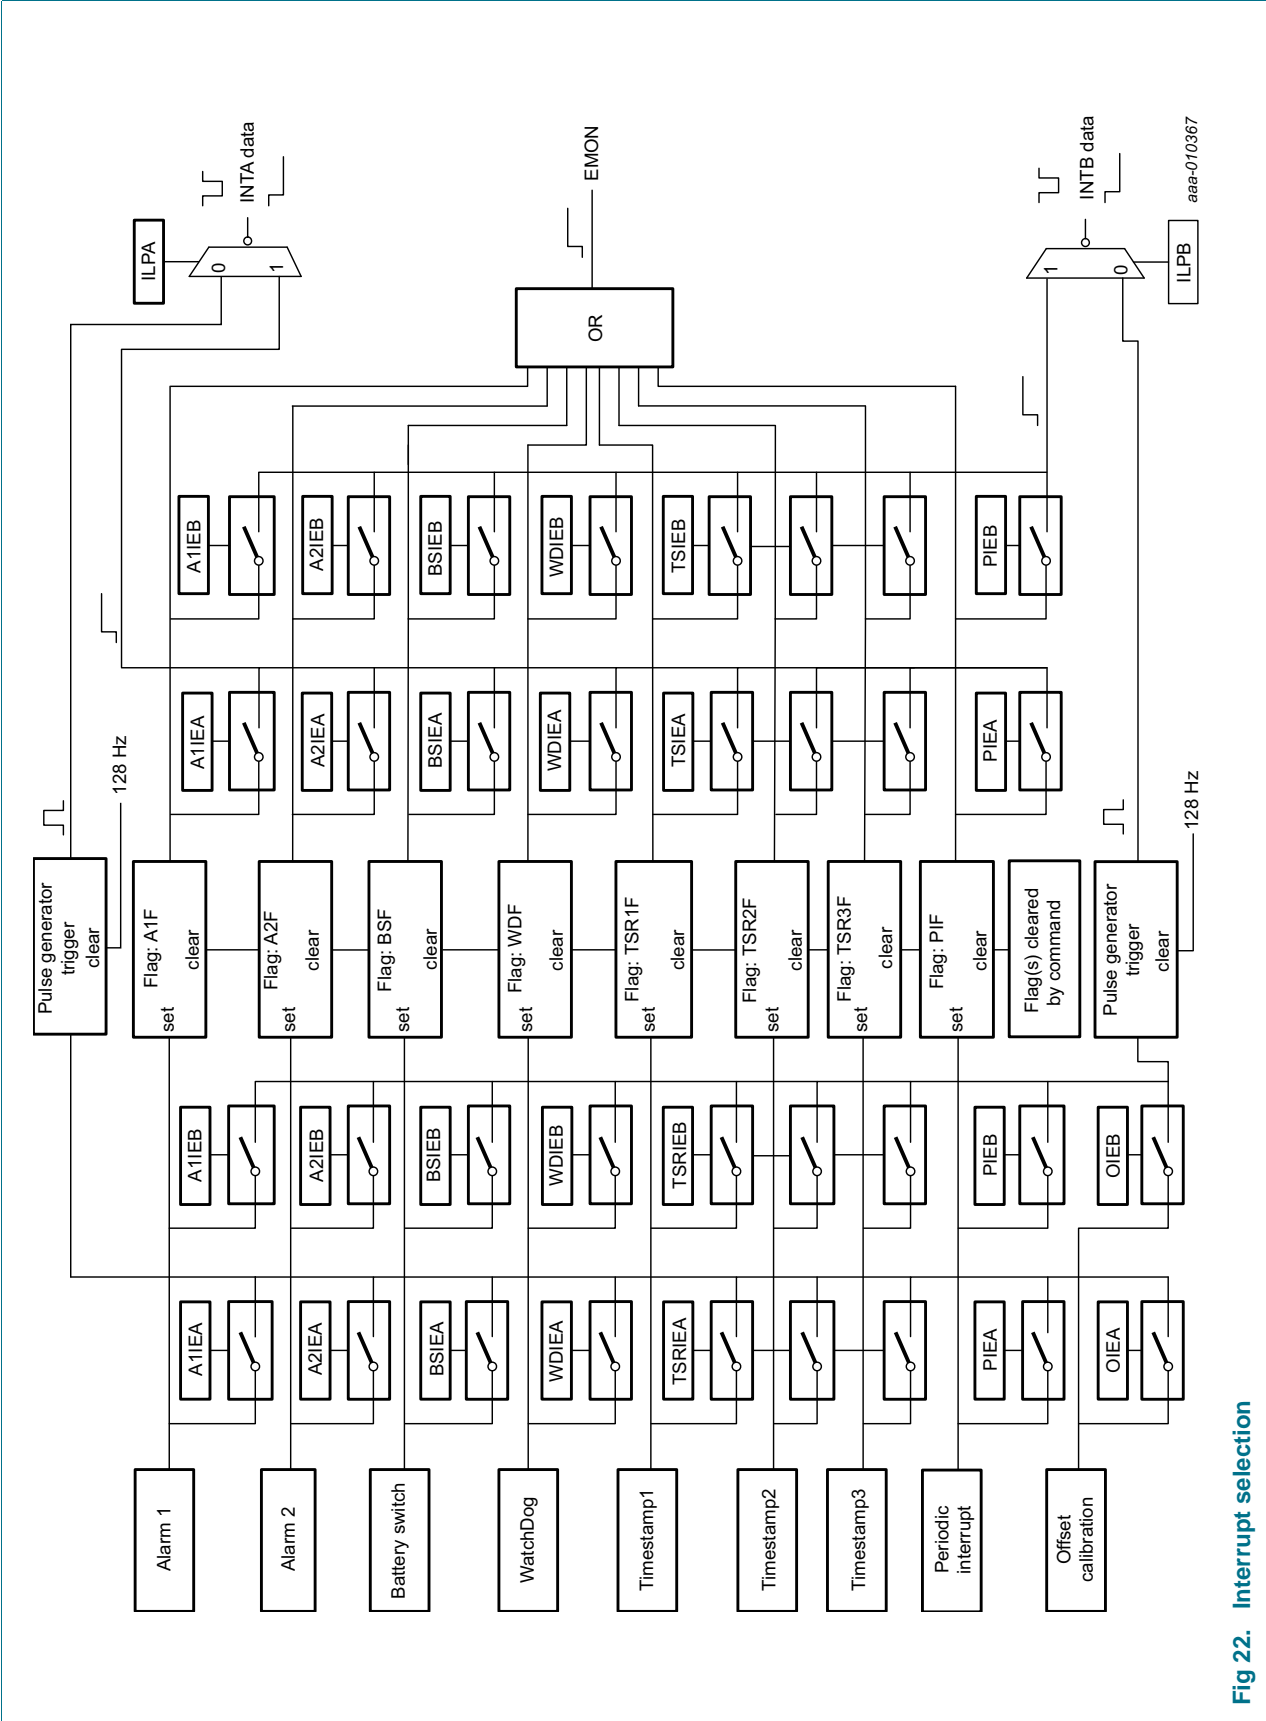 Pulse generator
trigger
clear
128 Hz
ILPA
0
1
INTA data
Alarm 1
A1IEA
A1IEB
Flag: A1F
set
clear
A1IEA
A1IEB
Alarm 2
A2IEA
A2IEB
Flag: A2F
set
clear
A2IEA
A2IEB
Battery switch
BSIEA
BSIEB
Flag: BSF
set
clear
BSIEA
BSIEB
WatchDog
WDIEA
WDIEB
Flag: WDF
set
clear
WDIEA
WDIEB
OR
EMON
Timestamp1
TSRIEA
TSRIEB
Flag: TSR1F
set
clear
TSIEA
TSIEB
Timestamp2
Flag: TSR2F
set
clear
Timestamp3
Flag: TSR3F
set
clear
Periodic
interrupt
PIEA
PIEB
Flag: PIF
set
clear
PIEA
PIEB
Offset
calibration
OIEA
OIEB
Flag(s) cleared
by command
Pulse generator
trigger
clear
128 Hz
1
0
ILPB
INTB data
aaa-010367
Fig 22. Interrupt selection